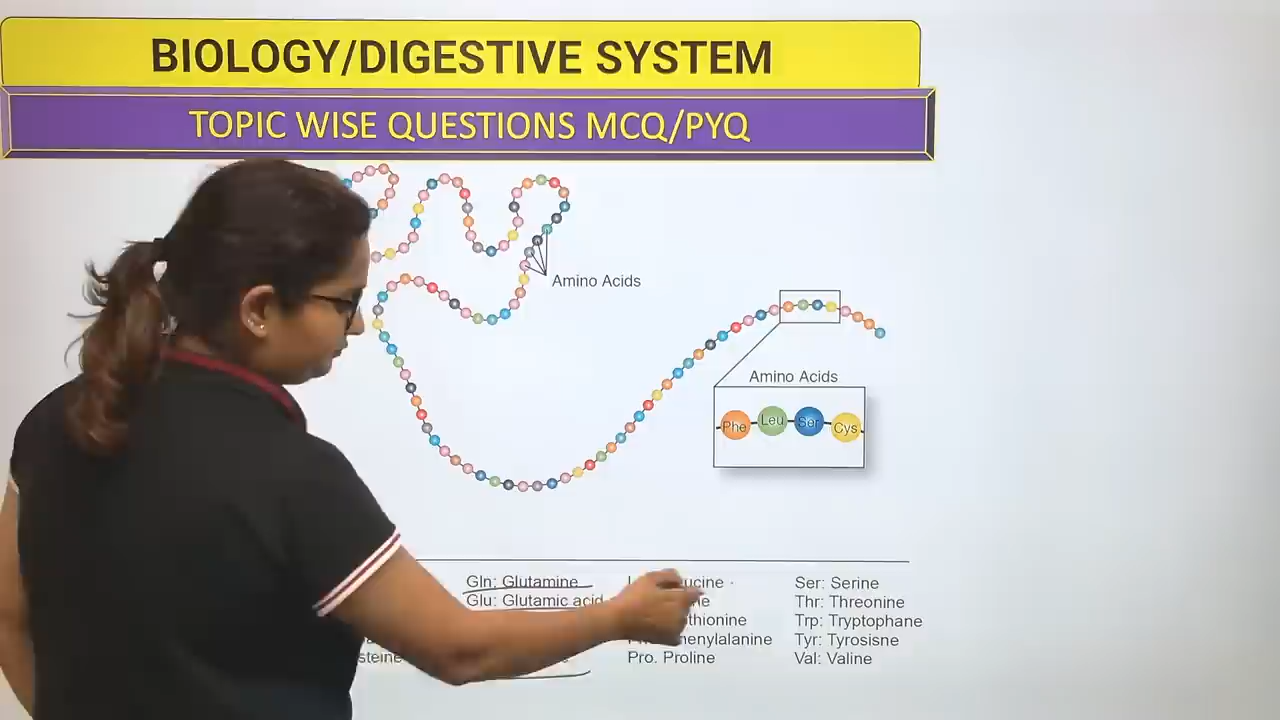 BIOLOGY/DIGESTIVE SYSTEM
TOPIC WISE QUESTIONS MCQ/PYQ
Amino Acids
Amino Acids
Phe Leu Ser Cys
Gln: Glutamine Ser: Serine
Glu: Glutamic acid Thr: Threonine
Trp: Tryptophane
Tyr: Tyrosisne
Pro. Proline Val: Valine